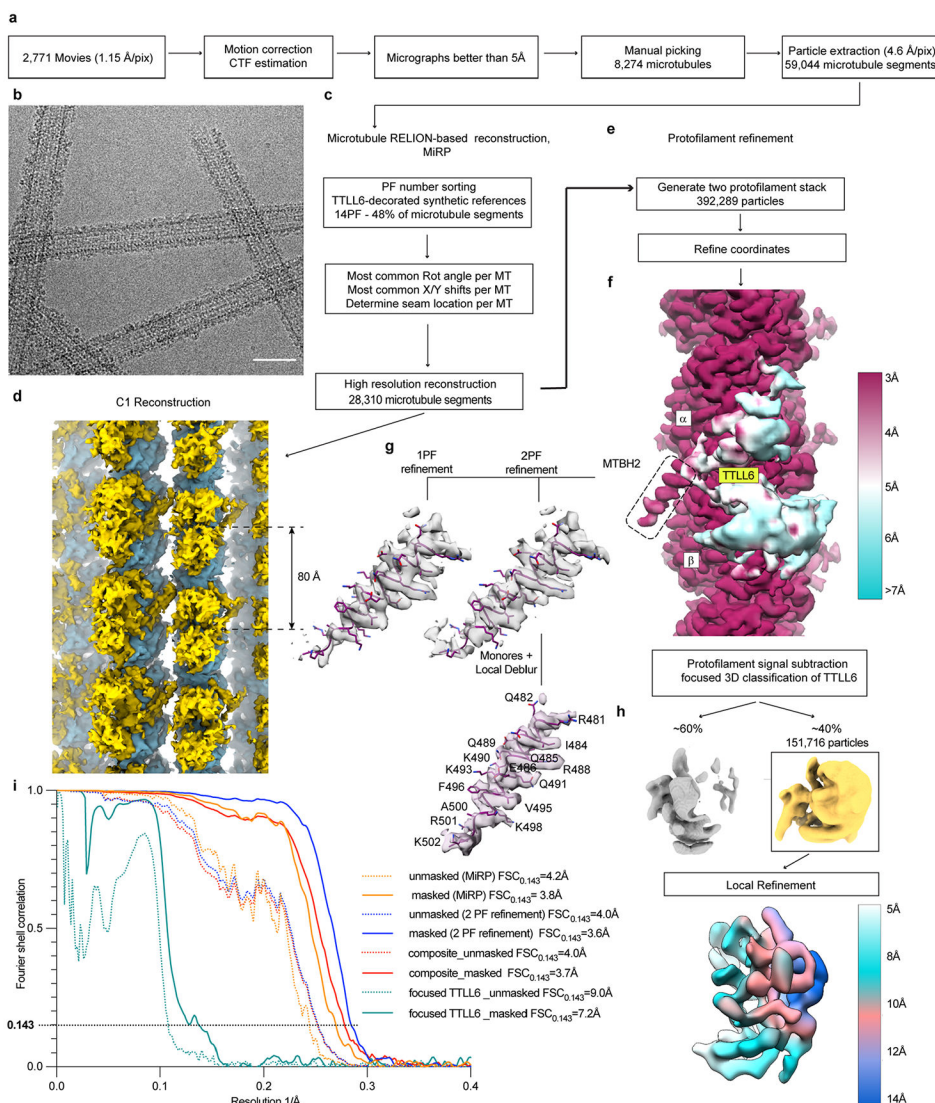 a
2,771 Movies (1.15 Å/pix)
Motion correction
CTF estimation
Micrographs better than 5Å
Manual picking
8,274 microtubules
Particle extraction (4.6 Å/pix)
59,044 microtubule segments
b
c
Microtubule RELION-based reconstruction,
MiRP
PF number sorting
TTLL6-decorated synthetic references
14PF - 48% of microtubule segments
Most common Rot angle per MT
Most common X/Y shifts per MT
Determine seam location per MT
High resolution reconstruction
28,310 microtubule segments
d
C1 Reconstruction
80 Å
e
Protofilament refinement
Generate two protofilament stack
392,289 particles
Refine coordinates
f
α
TTLL6
MTBH2
β
3Å
4Å
5Å
6Å
>7Å
g
1PF
refinement
2PF
refinement
Monores +
Local Deblur
Q482
R481
Q489
I484
K490
Q485
K493
E486
R488
F496
Q491
A500
V495
R501
K498
K502
Protofilament signal subtraction
focused 3D classification of TTLL6
h
~60%
~40%
151,716 particles
Local Refinement
5Å
8Å
10Å
12Å
14Å
i
1.0
0.5
0.143
0.0
Fourier shell correlation
0.0
0.1
0.2
0.3
0.4
Resolution 1/Å
unmasked (MiRP) FSC0.143=4.2Å
masked (MiRP) FSC0.143= 3.8Å
unmasked (2 PF refinement) FSC0.143=4.0Å
masked (2 PF refinement) FSC0.143=3.6Å
composite_unmasked FSC0.143=4.0Å
composite_masked FSC0.143=3.7Å
focused TTLL6 _unmasked FSC0.143=9.0Å
focused TTLL6 _masked FSC0.143=7.2Å